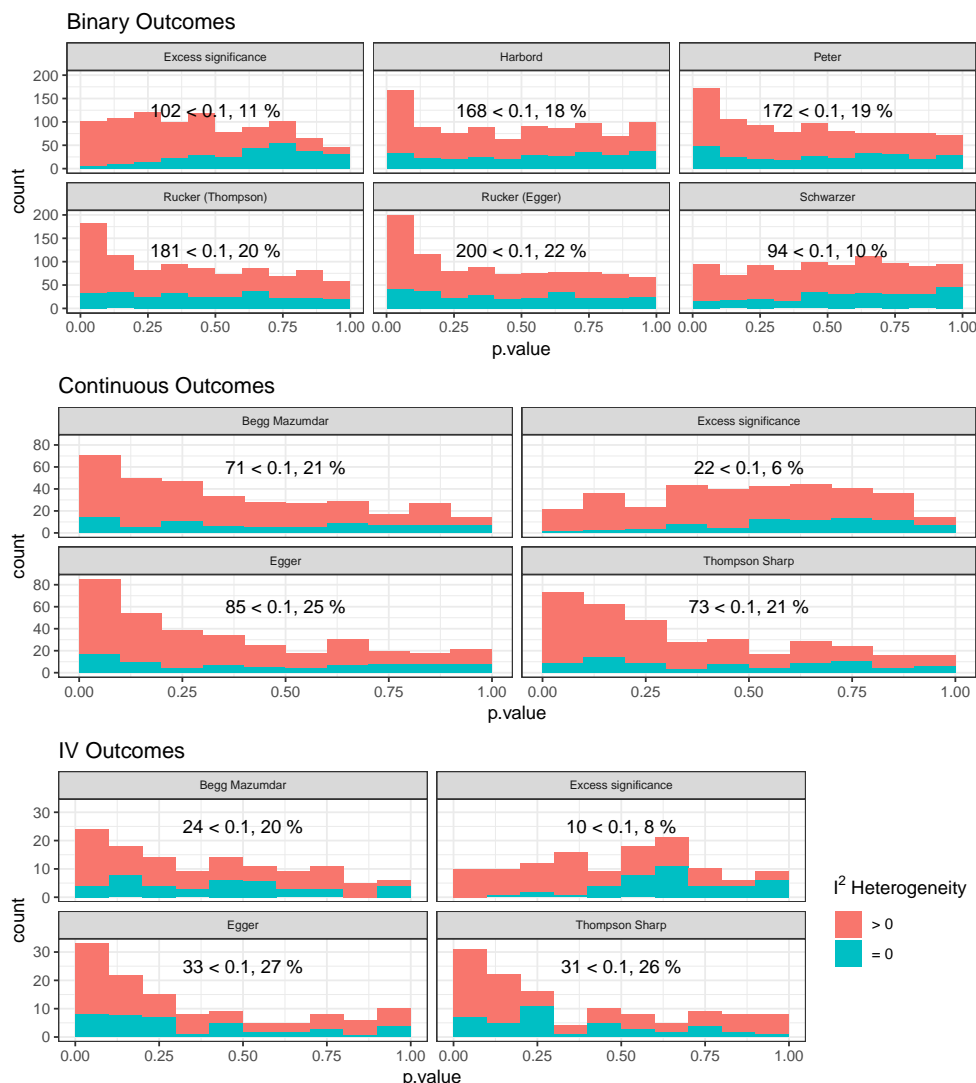 Binary Outcomes
Excess significance
Harbord
Peter
200
150
100
50
0
102 < 0.1, 11 %
168 < 0.1, 18 %
172 < 0.1, 19 %
count
Rucker (Thompson)
Rucker (Egger)
Schwarzer
200
150
100
50
0
181 < 0.1, 20 %
200 < 0.1, 22 %
94 < 0.1, 10 %
0.00 0.25 0.50 0.75 1.00
0.00 0.25 0.50 0.75 1.00
0.00 0.25 0.50 0.75 1.00
p.value
Continuous Outcomes
Begg Mazumdar
Excess significance
80
60
40
20
0
71 < 0.1, 21 %
22 < 0.1, 6 %
count
Egger
Thompson Sharp
80
60
40
20
0
85 < 0.1, 25 %
73 < 0.1, 21 %
0.00 0.25 0.50 0.75 1.00
0.00 0.25 0.50 0.75 1.00
p.value
IV Outcomes
Begg Mazumdar
Excess significance
30
20
10
0
24 < 0.1, 20 %
10 < 0.1, 8 %
count
Egger
Thompson Sharp
30
20
10
0
33 < 0.1, 27 %
31 < 0.1, 26 %
0.00 0.25 0.50 0.75 1.00
0.00 0.25 0.50 0.75 1.00
p.value
I² Heterogeneity
> 0
= 0